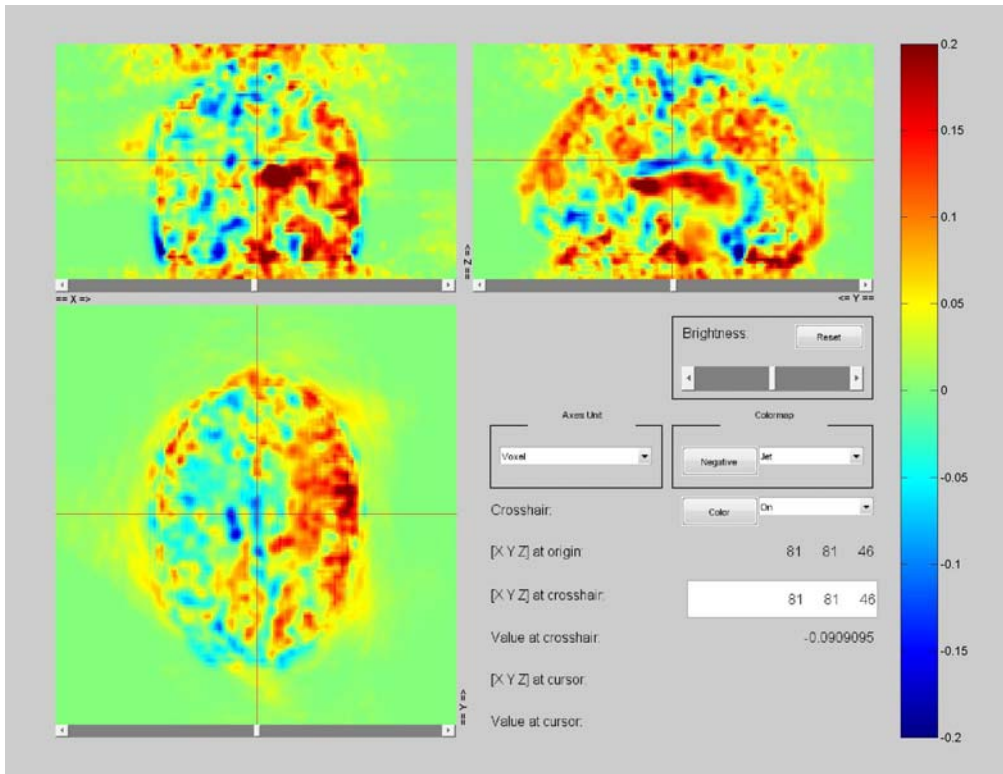 0.2
0.15
0.1
0.05
0
-0.05
-0.1
-0.15
-0.2
<= Z ==
== X =>
<= Y ==
<= Y ==
Brightness:
Reset
Axes Unit
Colormap
Voxel
Negative
Jet
Crosshair:
Color
On
[X Y Z] at origin:
81 81 46
[X Y Z] at crosshair:
81 81 46
Value at crosshair:
-0.0909095
[X Y Z] at cursor:
Value at cursor: